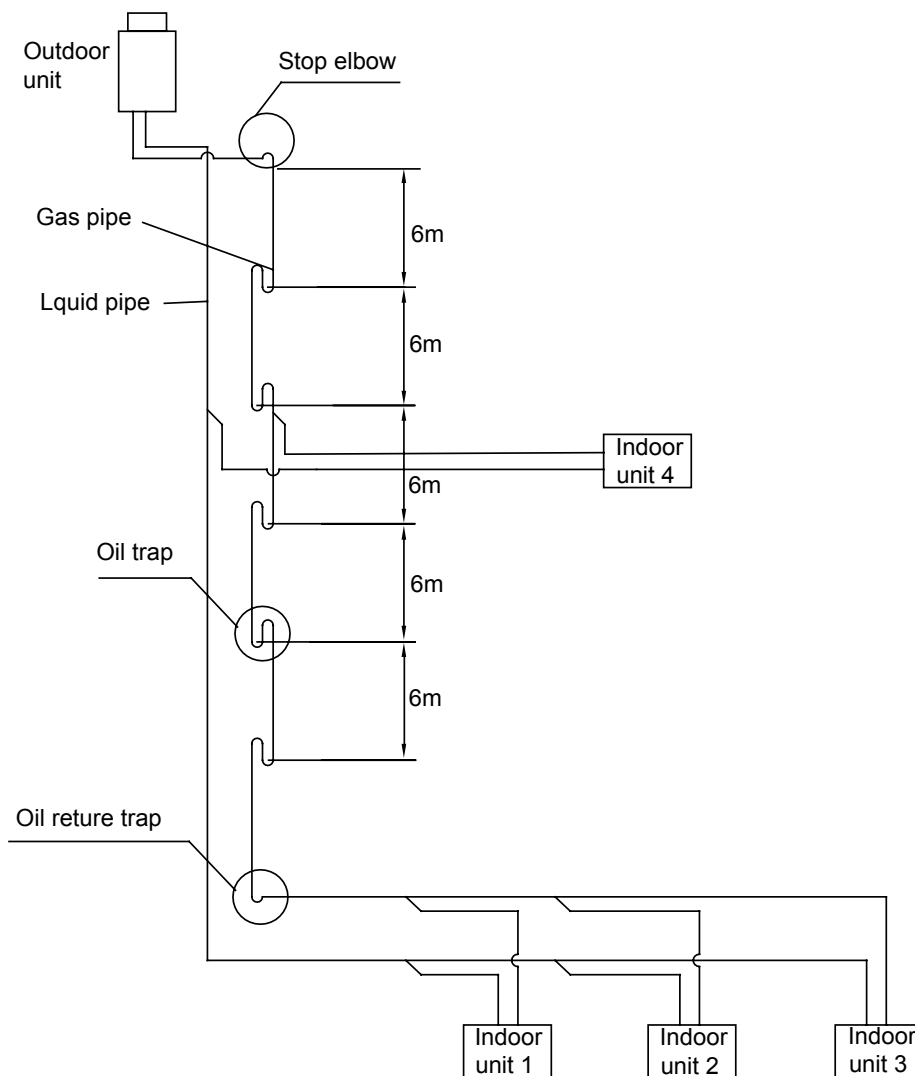 Outdoor
unit
Stop elbow
Gas pipe
6m
Lquid pipe
6m
Indoor
unit 4
6m
Oil trap
6m
6m
Oil reture trap
Indoor
unit 1
Indoor
unit 2
Indoor
unit 3